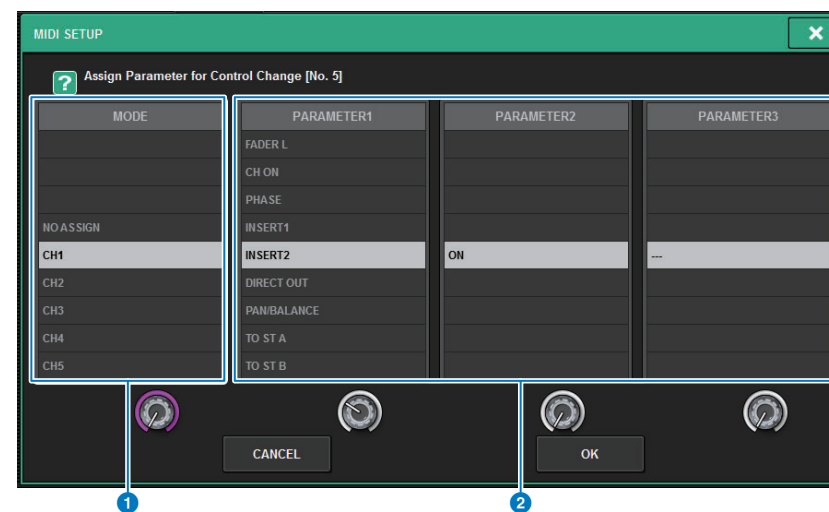 MIDI SETUP
Assign Parameter for Control Change [No. 5]
MODE
NO ASSIGN
CH1
CH2
CH3
CH4
CH5
PARAMETER1
FADER L
CH ON
PHASE
INSERT1
INSERT2
DIRECT OUT
PAN/BALANCE
TO ST A
TO ST B
PARAMETER2
ON
PARAMETER3
---
CANCEL
OK
1
2